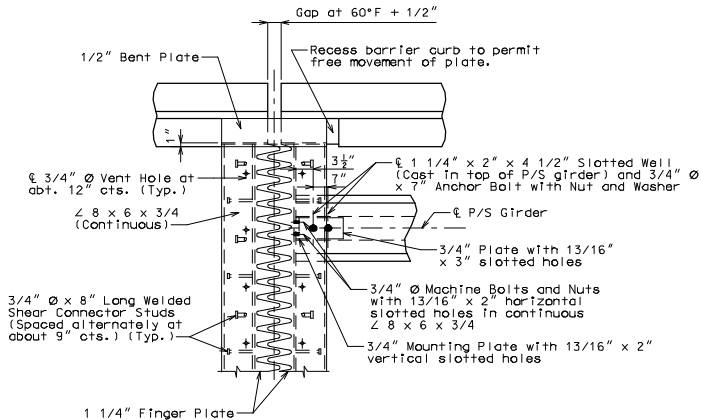 Gap at 60°F + 1/2"
1/2" Bent Plate
Recess barrier curb to permit
free movement of plate.
1"
3 1/2"
7"
℄ 3/4" Ø Vent Hole at
abt. 12" cts. (Typ.)
∠ 8 x 6 x 3/4
(Continuous)
℄ 1 1/4" x 2" x 4 1/2" Slotted Well
(Cast in top of P/S girder) and 3/4" Ø
x 7" Anchor Bolt with Nut and Washer
℄ P/S Girder
3/4" Plate with 13/16"
x 3" slotted holes
3/4" Ø Machine Bolts and Nuts
with 13/16" x 2" horizontal
slotted holes in continuous
∠ 8 x 6 x 3/4
3/4" Ø x 8" Long Welded
Shear Connector Studs
(Spaced alternately at
about 9" cts.) (Typ.)
3/4" Mounting Plate with 13/16" x 2"
vertical slotted holes
1 1/4" Finger Plate